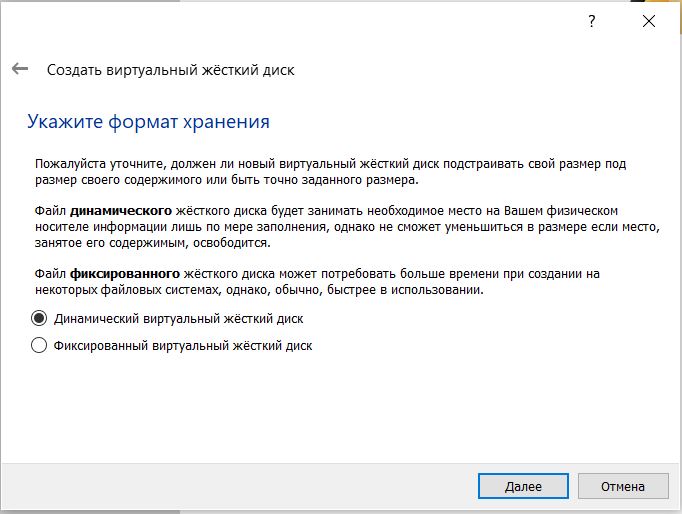 ?
Создать виртуальный жёсткий диск
Укажите формат хранения
Пожалуйста уточните, должен ли новый виртуальный жёсткий диск подстраивать свой размер под
размер своего содержимого или быть точно заданного размера.
Файл динамического жёсткого диска будет занимать необходимое место на Вашем физическом
носителе информации лишь по мере заполнения, однако не сможет уменьшиться в размере если место,
занятое его содержимым, освободится.
Файл фиксированного жёсткого диска может потребовать больше времени при создании на
некоторых файловых системах, однако, обычно, быстрее в использовании.
Динамический виртуальный жёсткий диск
Фиксированный виртуальный жёсткий диск
Далее Отмена